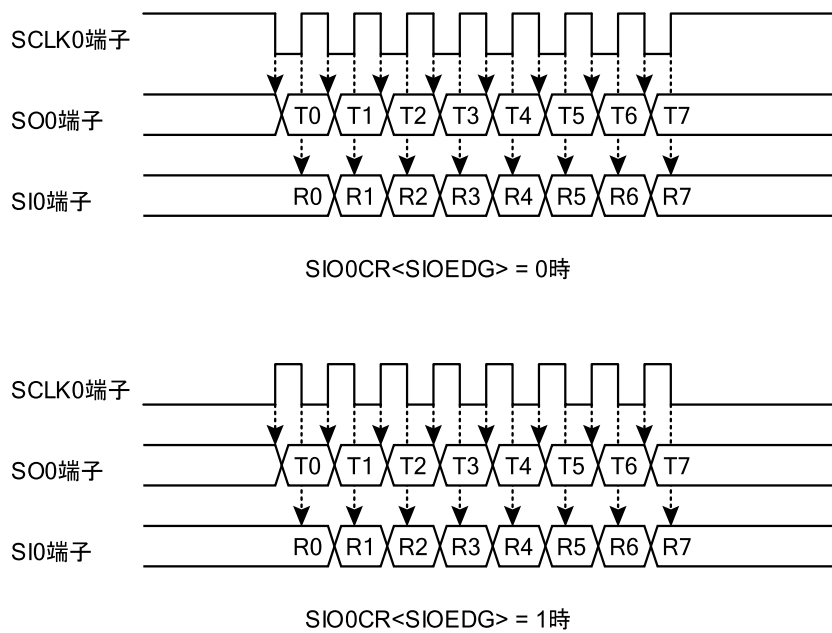 SCLK0端子
SO0端子 T0 T1 T2 T3 T4 T5 T6 T7
SI0端子 R0 R1 R2 R3 R4 R5 R6 R7
SIO0CR<SIOEDG> = 0時
SCLK0端子
SO0端子 T0 T1 T2 T3 T4 T5 T6 T7
SI0端子 R0 R1 R2 R3 R4 R5 R6 R7
SIO0CR<SIOEDG> = 1時